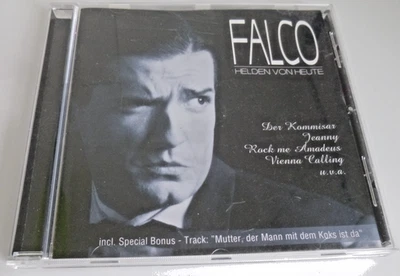 FALCO
HELDEN VON HEUTE
Der Kommisar
Jeanny
Rock me Amadeus
Vienna Calling
u.v.a.
incl. Special Bonus - Track: "Mutter, der Mann mit dem Koks ist da"